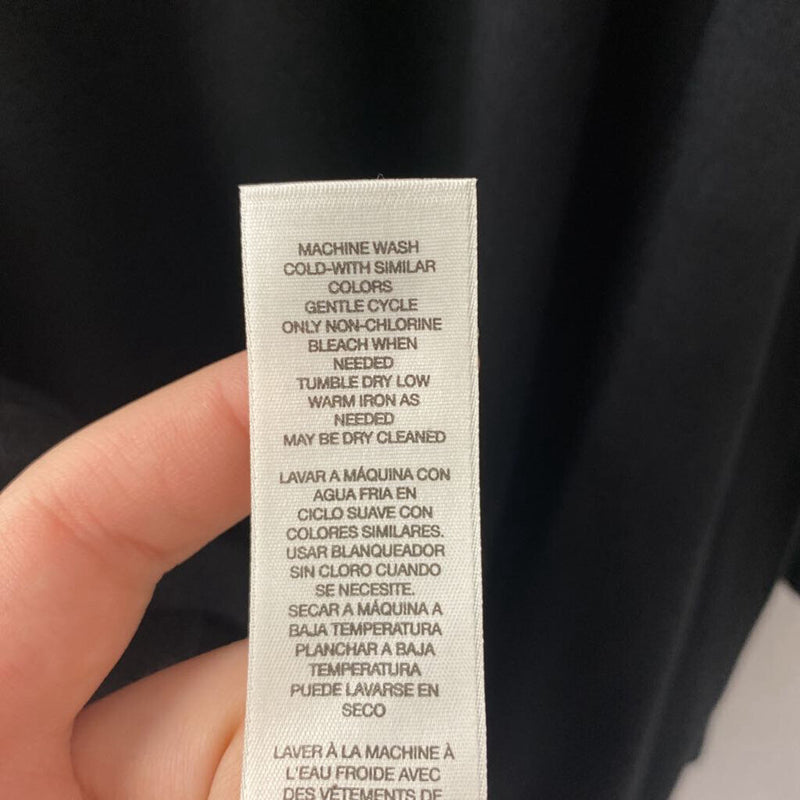 MACHINE WASH
COLD-WITH SIMILAR
COLORS
GENTLE CYCLE
ONLY NON-CHLORINE
BLEACH WHEN
NEEDED
TUMBLE DRY LOW
WARM IRON AS
NEEDED
MAY BE DRY CLEANED
LAVAR A MÁQUINA CON
AGUA FRIA EN
CICLO SUAVE CON
COLORES SIMILARES.
USAR BLANQUEADOR
SIN CLORO CUANDO
SE NECESITE.
SECAR A MÁQUINA A
BAJA TEMPERATURA
PLANCHAR A BAJA
TEMPERATURA
PUEDE LAVARSE EN
SECO
LAVER À LA MACHINE À
L'EAU FROIDE AVEC
DES VÊTEMENTS DE